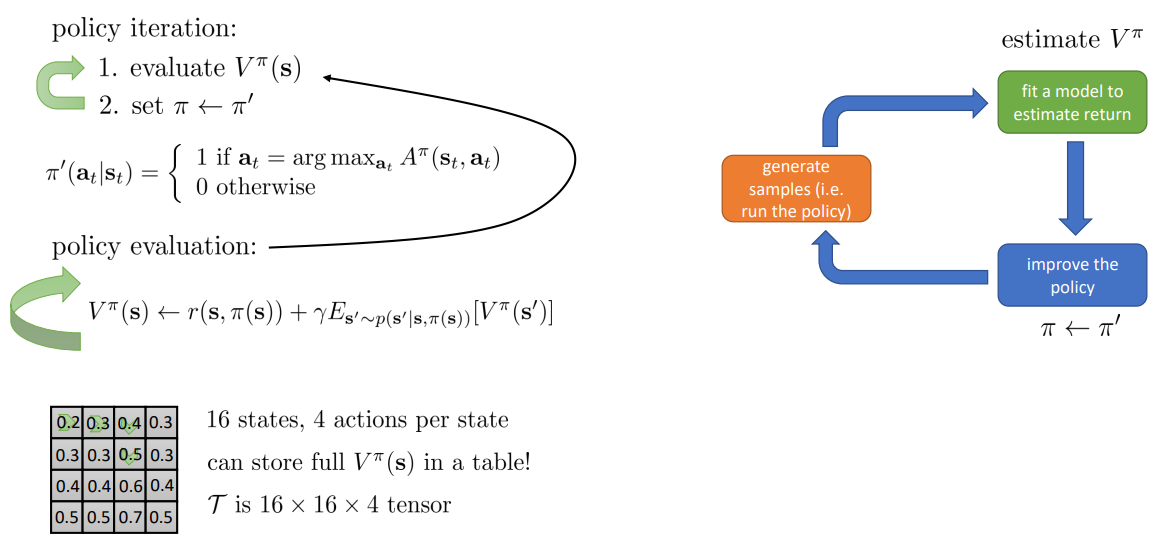 policy iteration:
1. evaluate $V^\pi(\mathbf{s})$
2. set $\pi \leftarrow \pi'$
$\pi'(\mathbf{a}_t|\mathbf{s}_t) = \begin{cases} 1 \text{ if } \mathbf{a}_t = \arg\max_{\mathbf{a}_t} A^\pi(\mathbf{s}_t, \mathbf{a}_t) \\ 0 \text{ otherwise} \end{cases}$
policy evaluation:
$V^\pi(\mathbf{s}) \leftarrow r(\mathbf{s}, \pi(\mathbf{s})) + \gamma E_{\mathbf{s}' \sim p(\mathbf{s}'|\mathbf{s}, \pi(\mathbf{s}))}[V^\pi(\mathbf{s}')]$
0.2 0.3 0.4 0.3
0.3 0.3 0.5 0.3
0.4 0.4 0.6 0.4
0.5 0.5 0.7 0.5
16 states, 4 actions per state
can store full $V^\pi(\mathbf{s})$ in a table!
$\mathcal{T}$ is $16 \times 16 \times 4$ tensor
estimate $V^\pi$
fit a model to
estimate return
generate
samples (i.e.
run the policy)
improve the
policy
$\pi \leftarrow \pi'$